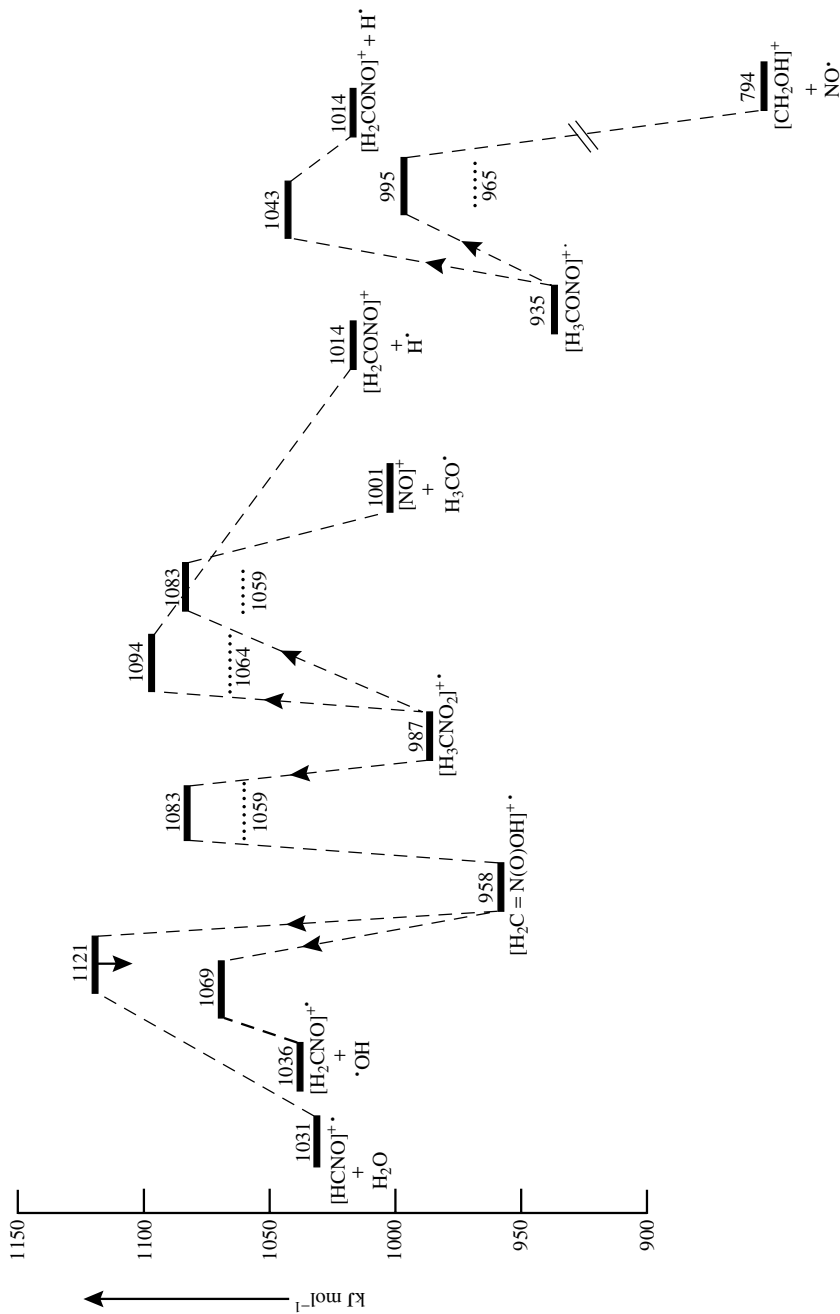 kJ mol⁻¹
1150
1100
1050
1000
950
900
1031
[HCNO]⁺•
+
H₂O
1036
[H₂CNO]⁺•
+
HO•
1121
1069
958
[H₂C = N(O)OH]⁺•
1083
1059
987
[H₃CNO₂]⁺•
1094
1064
1083
1059
1001
[NO]⁺
+
H₃CO•
1014
[H₂CONO]⁺
+
H•
935
[H₃CONO]⁺•
1043
1014
[H₂CONO]⁺ + H•
995
965
794
[CH₂OH]⁺
+
NO•